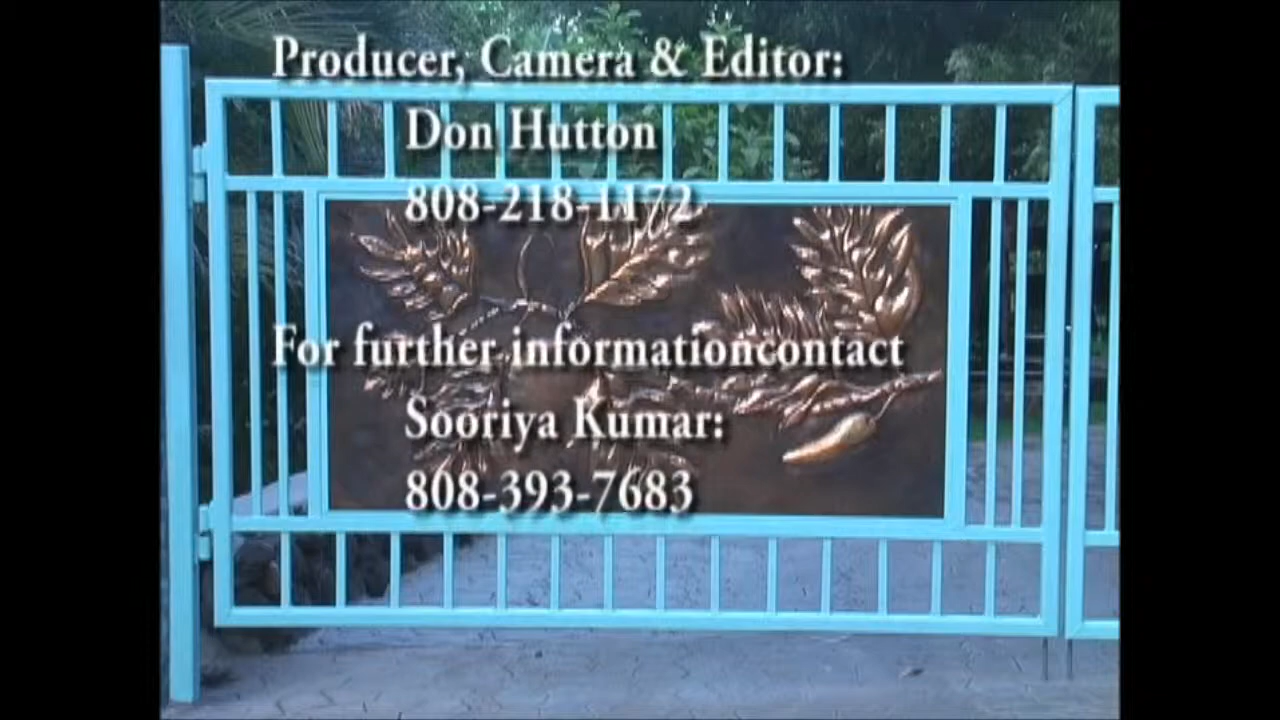 Producer, Camera & Editor:
Don Hutton
808-218-1172
For further informationcontact
Sooriya Kumar:
808-393-7683